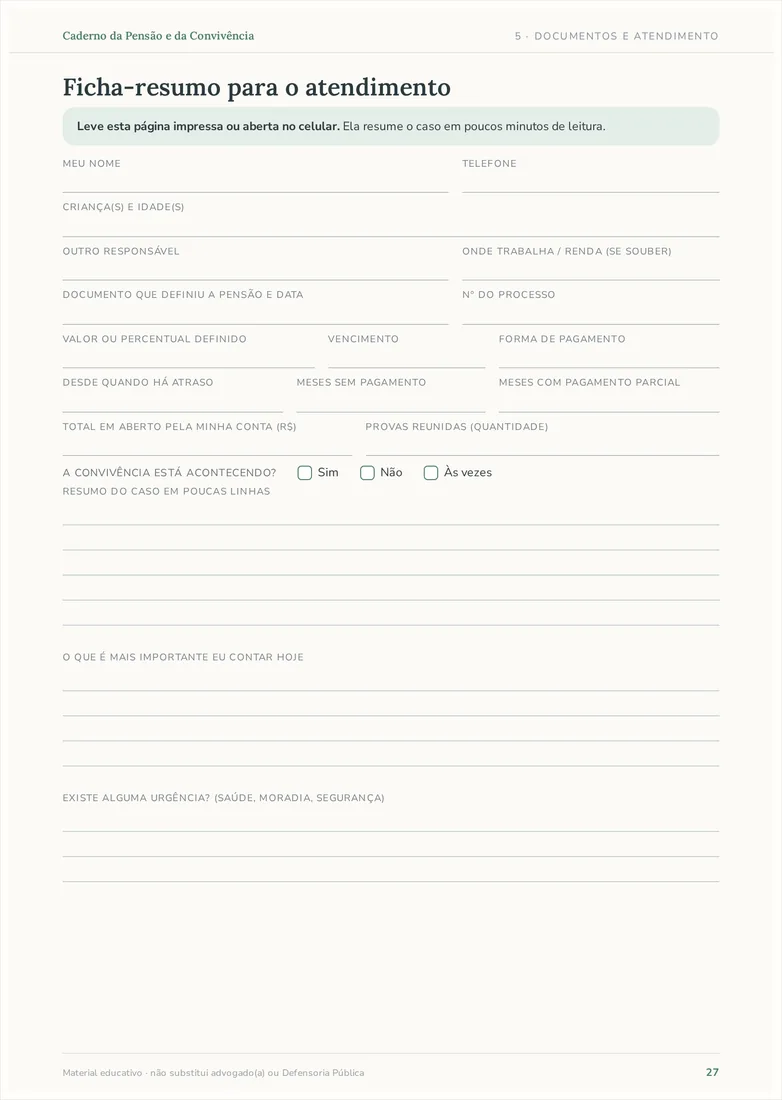 Caderno da Pensão e da Convivência
5 · DOCUMENTOS E ATENDIMENTO
Ficha-resumo para o atendimento
Leve esta página impressa ou aberta no celular. Ela resume o caso em poucos minutos de leitura.
MEU NOME
TELEFONE
CRIANÇA(S) E IDADE(S)
OUTRO RESPONSÁVEL
ONDE TRABALHA / RENDA (SE SOUBER)
DOCUMENTO QUE DEFINIU A PENSÃO E DATA
Nº DO PROCESSO
VALOR OU PERCENTUAL DEFINIDO
VENCIMENTO
FORMA DE PAGAMENTO
DESDE QUANDO HÁ ATRASO
MESES SEM PAGAMENTO
MESES COM PAGAMENTO PARCIAL
TOTAL EM ABERTO PELA MINHA CONTA (R$)
PROVAS REUNIDAS (QUANTIDADE)
A CONVIVÊNCIA ESTÁ ACONTECENDO? Sim Não Às vezes
RESUMO DO CASO EM POUCAS LINHAS
O QUE É MAIS IMPORTANTE EU CONTAR HOJE
EXISTE ALGUMA URGÊNCIA? (SAÚDE, MORADIA, SEGURANÇA)
Material educativo · não substitui advogado(a) ou Defensoria Pública
27